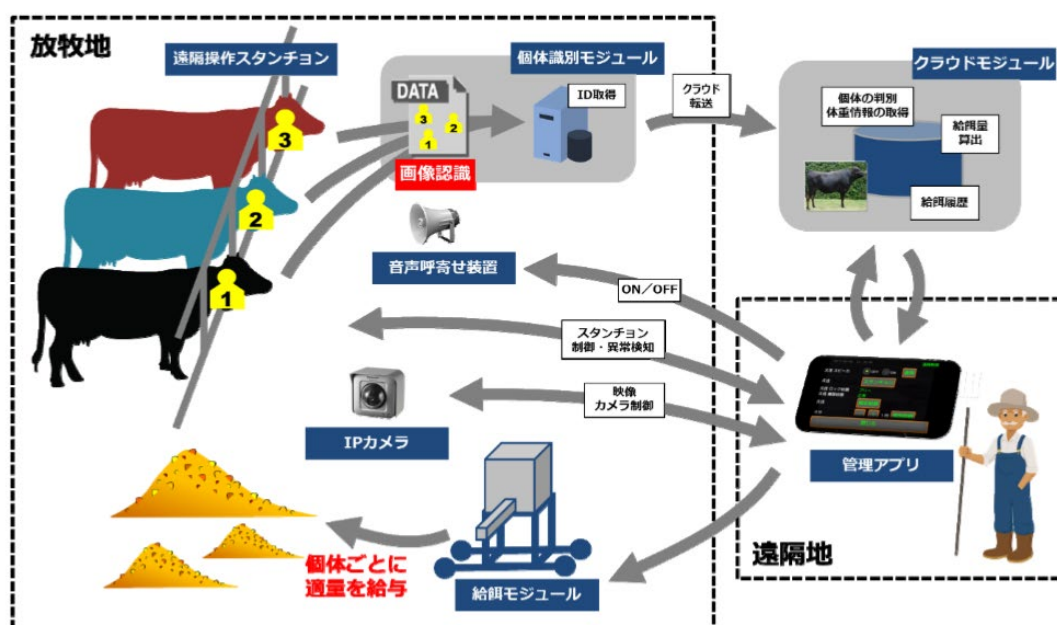 放牧地
遠隔操作スタンチョン
3
2
1
個体識別モジュール
DATA
3
2
1
画像認識
ID取得
クラウド
転送
クラウドモジュール
個体の判別
体重情報の取得
給餌量
算出
給餌履歴
音声呼寄せ装置
ON／OFF
スタンチョン
制御・異常検知
映像
カメラ制御
IPカメラ
管理アプリ
遠隔地
個体ごとに
適量を給与
給餌モジュール